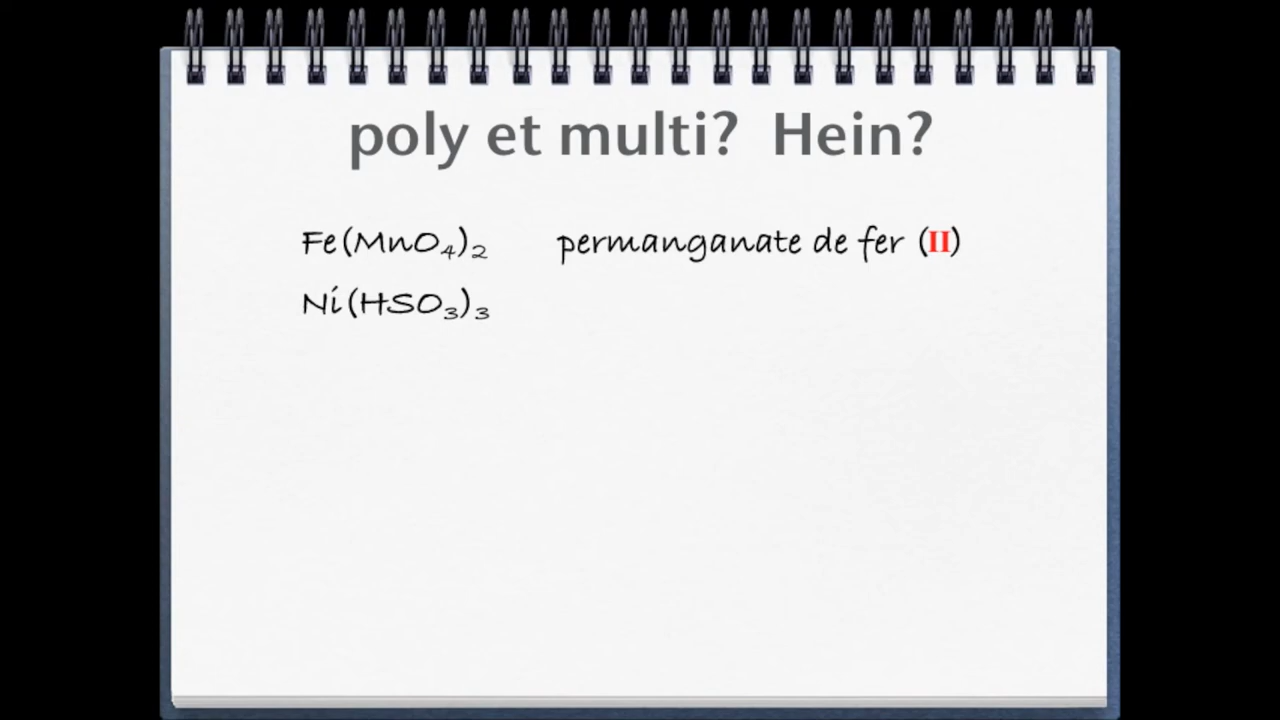 poly et multi? Hein?
Fe(MnO₄)₂ permanganate de fer (II)
Ni(HSO₃)₃